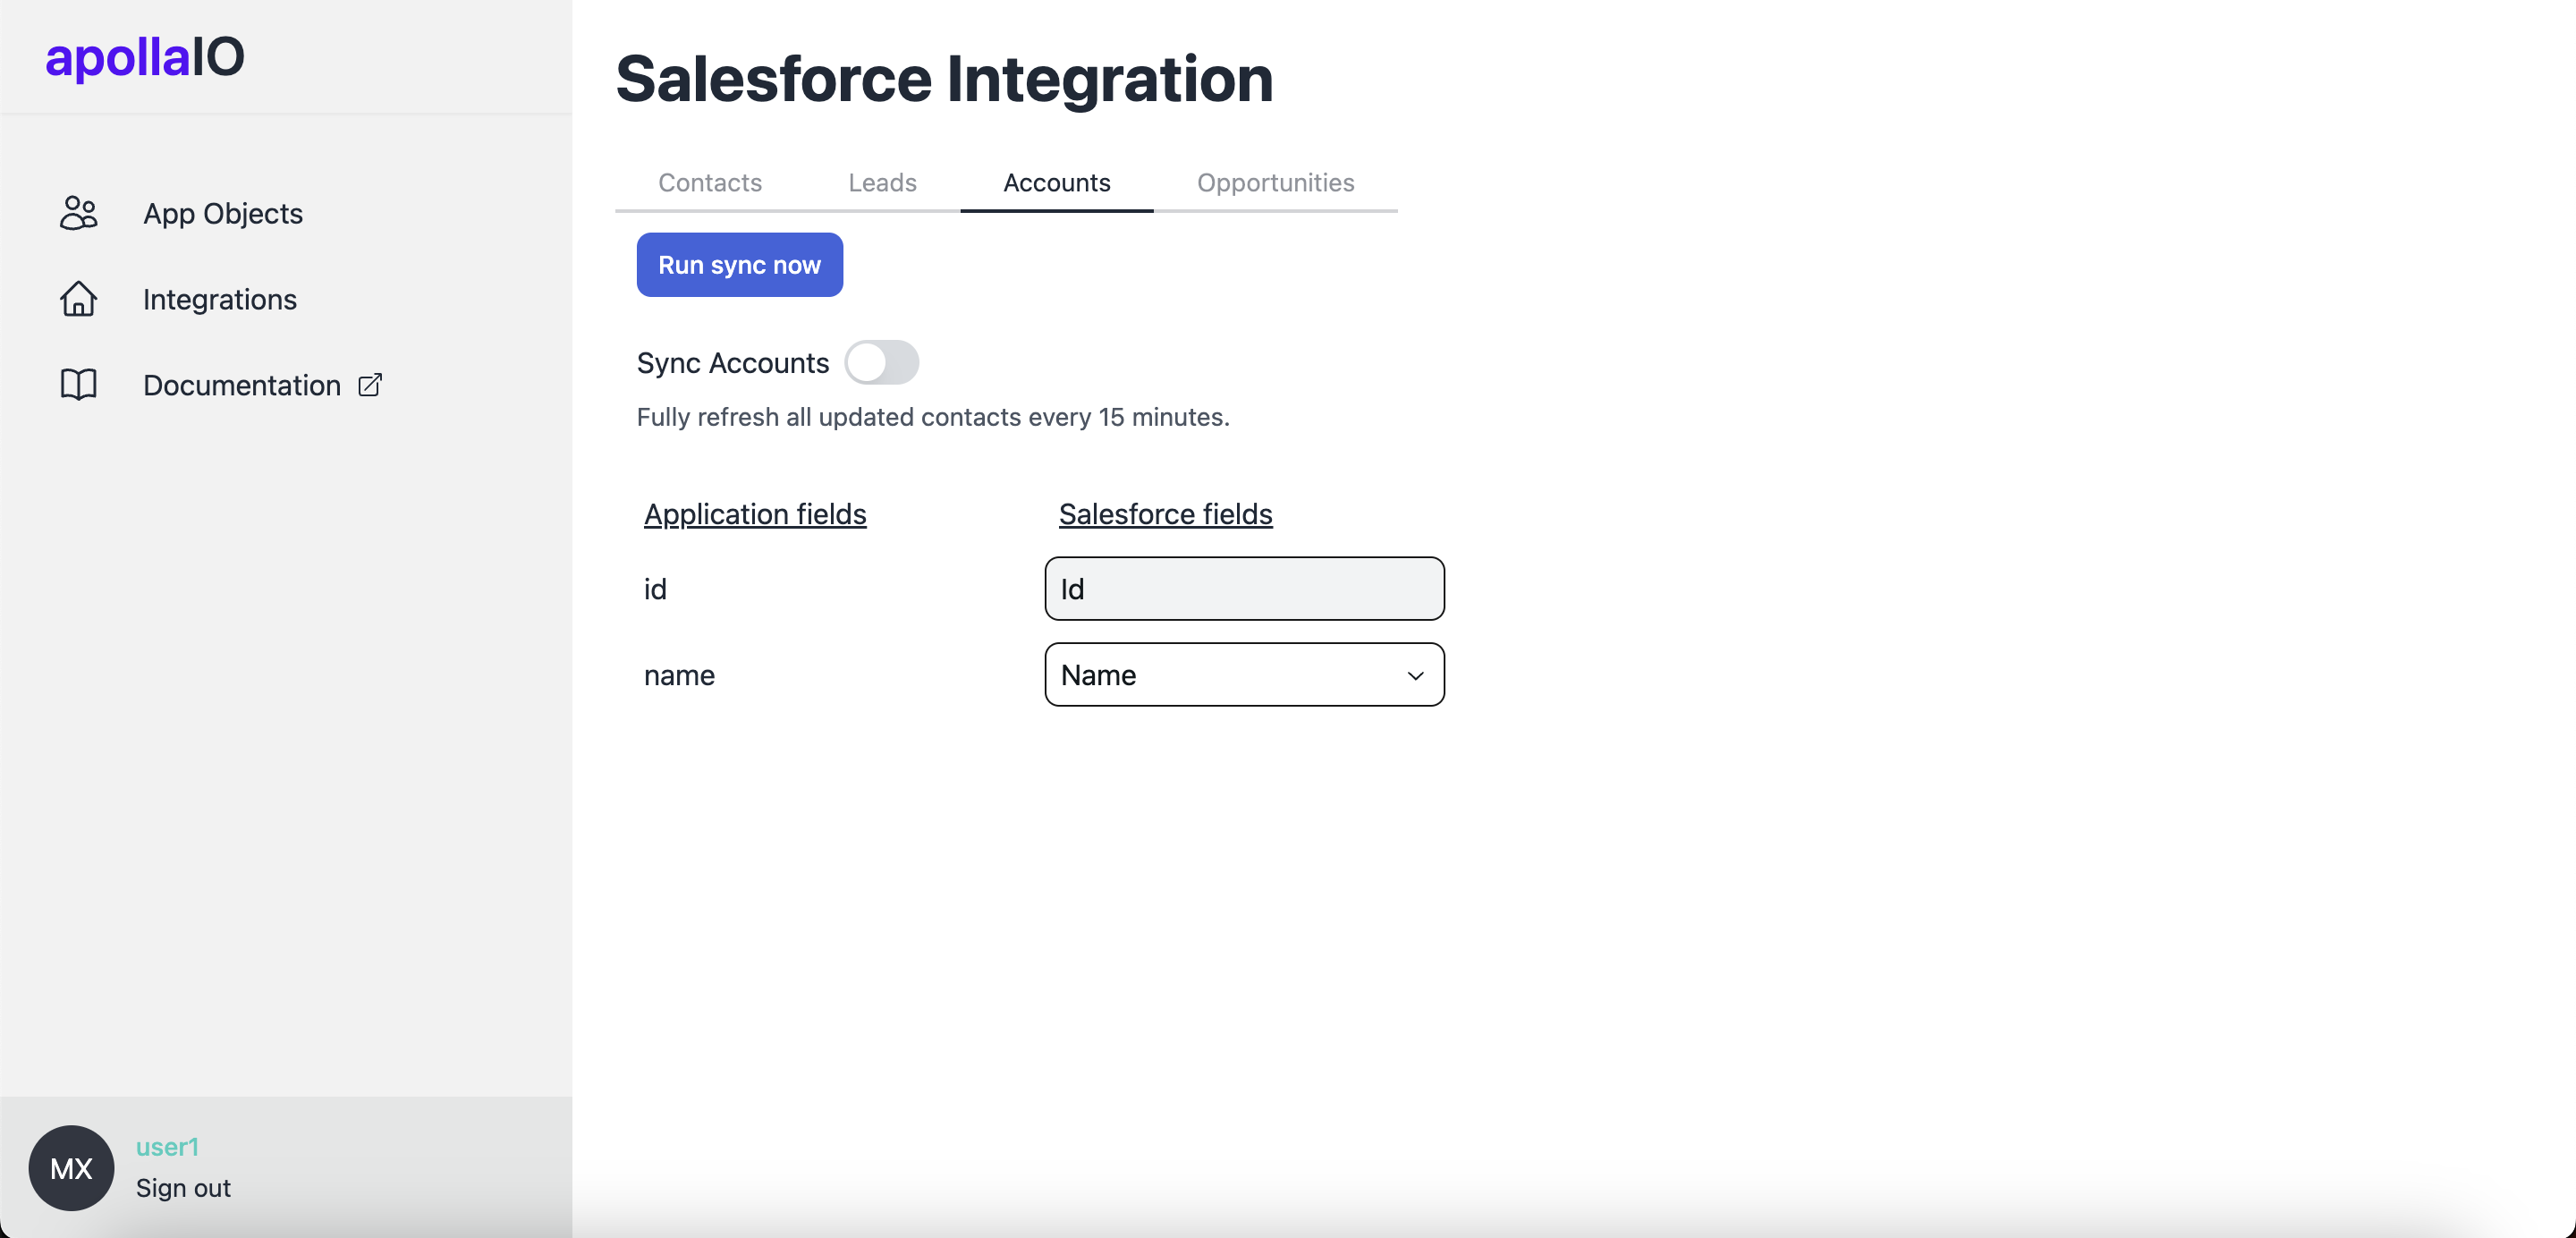 apollaIO
App Objects
Integrations
Documentation
MX
user1
Sign out
Salesforce Integration
Contacts Leads Accounts Opportunities
Run sync now
Sync Accounts
Fully refresh all updated contacts every 15 minutes.
Application fields Salesforce fields
id Id
name Name